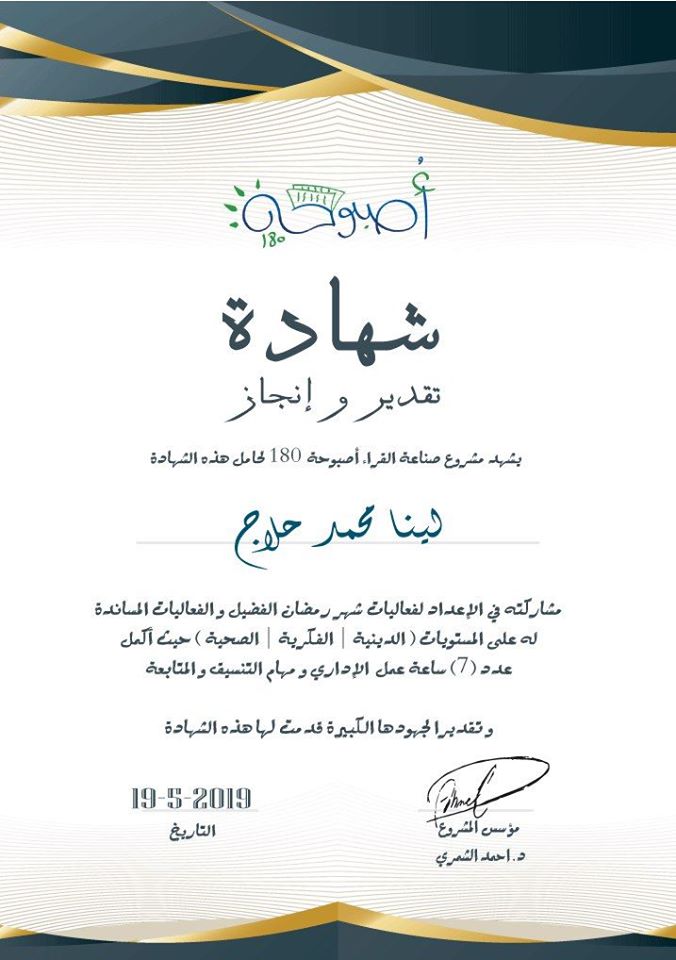 أُصبوحة
180
شهادة
تقدير و إنجاز
يشهد مشروع صناعة القراء أصبوحة 180 لحامل هذه الشهادة
لينا محمد حلاج
مشاركته في الإعداد لفعاليات شهر رمضان الفضيل و الفعاليات المساندة
له على المستويات ( الدينية | الفكرية | الصحية ) حيث أكمل
عدد (7) ساعة عمل الإداري و مهام التنسيق و المتابعة
و تقديرا لجهودها الكبيرة قدمت لها هذه الشهادة
19-5-2019
التاريخ
مؤسس المشروع
د. احمد الشمري